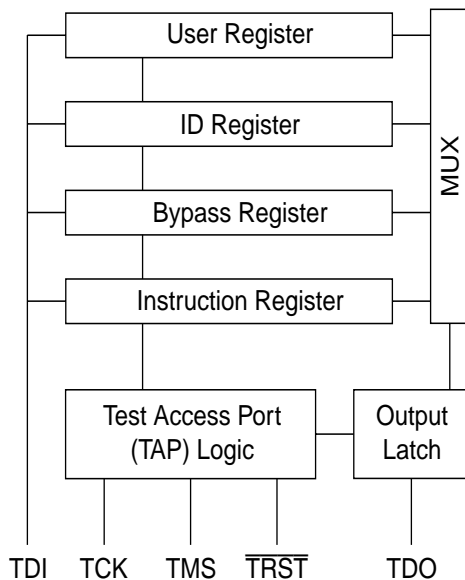 User Register
ID Register
MUX
Bypass Register
Instruction Register
Test Access Port
(TAP) Logic
Output
Latch
TDI
TCK
TMS
T̅R̅S̅T̅
TDO